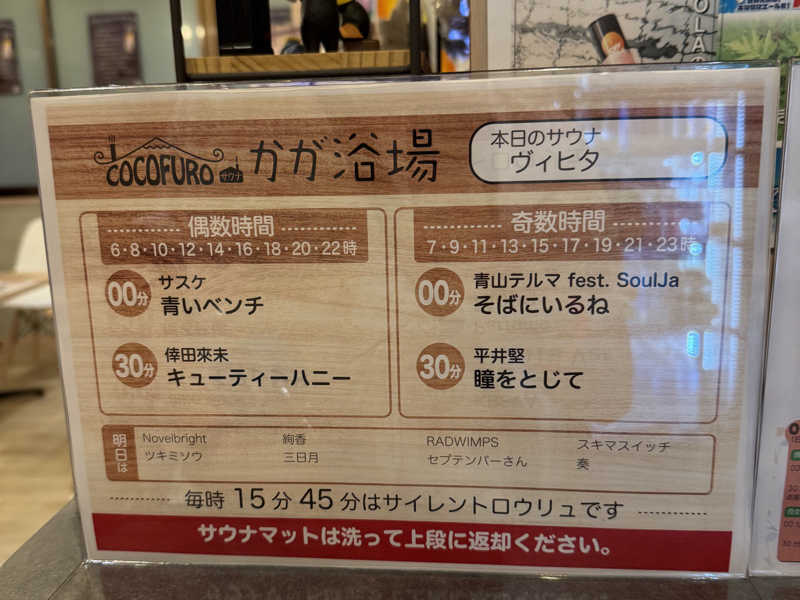 COCOFURO サウナ かが浴場
本日のサウナ
ヴィヒタ
偶数時間
6・8・10・12・14・16・18・20・22時
00分 サスケ
青いベンチ
30分 倖田來未
キューティーハニー
奇数時間
7・9・11・13・15・17・19・21・23時
00分 青山テルマ fest. SoulJa
そばにいるね
30分 平井堅
瞳をとじて
明日は
Novelbright
ツキミソウ
絢香
三日月
RADWIMPS
セプテンバーさん
スキマスイッチ
奏
毎時 15 分 45 分はサイレントロウリュです
サウナマットは洗って上段に返却ください。